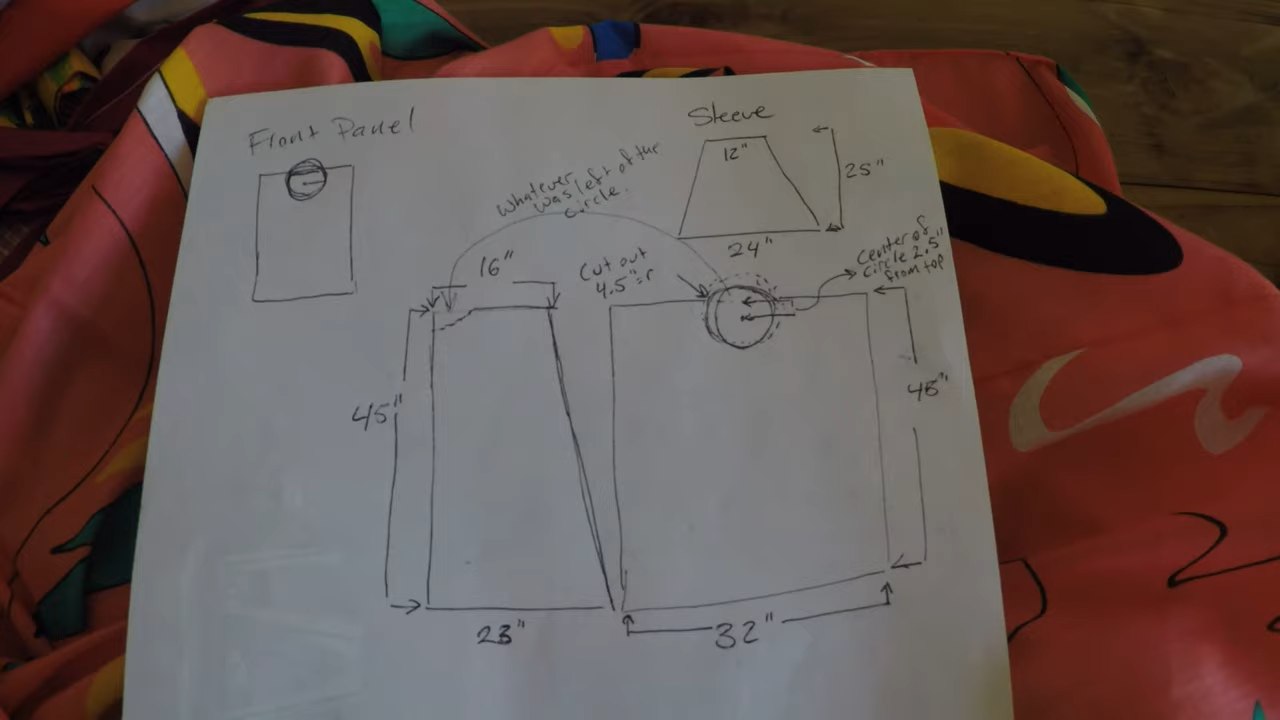 Front Panel
Sleeve
12"
25"
24"
Whatever
was left of the
circle.
16"
Cut out
4.5"=r
center of
circle 2.5"
from top
45"
45"
23"
32"